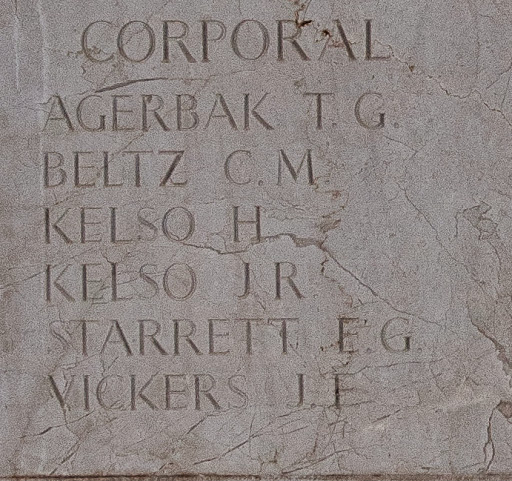 CORPORAL
AGERBAK T. G.
BELTZ C. M.
KELSO H.
KELSO J. R.
STARRETT E. G.
VICKERS J. F.